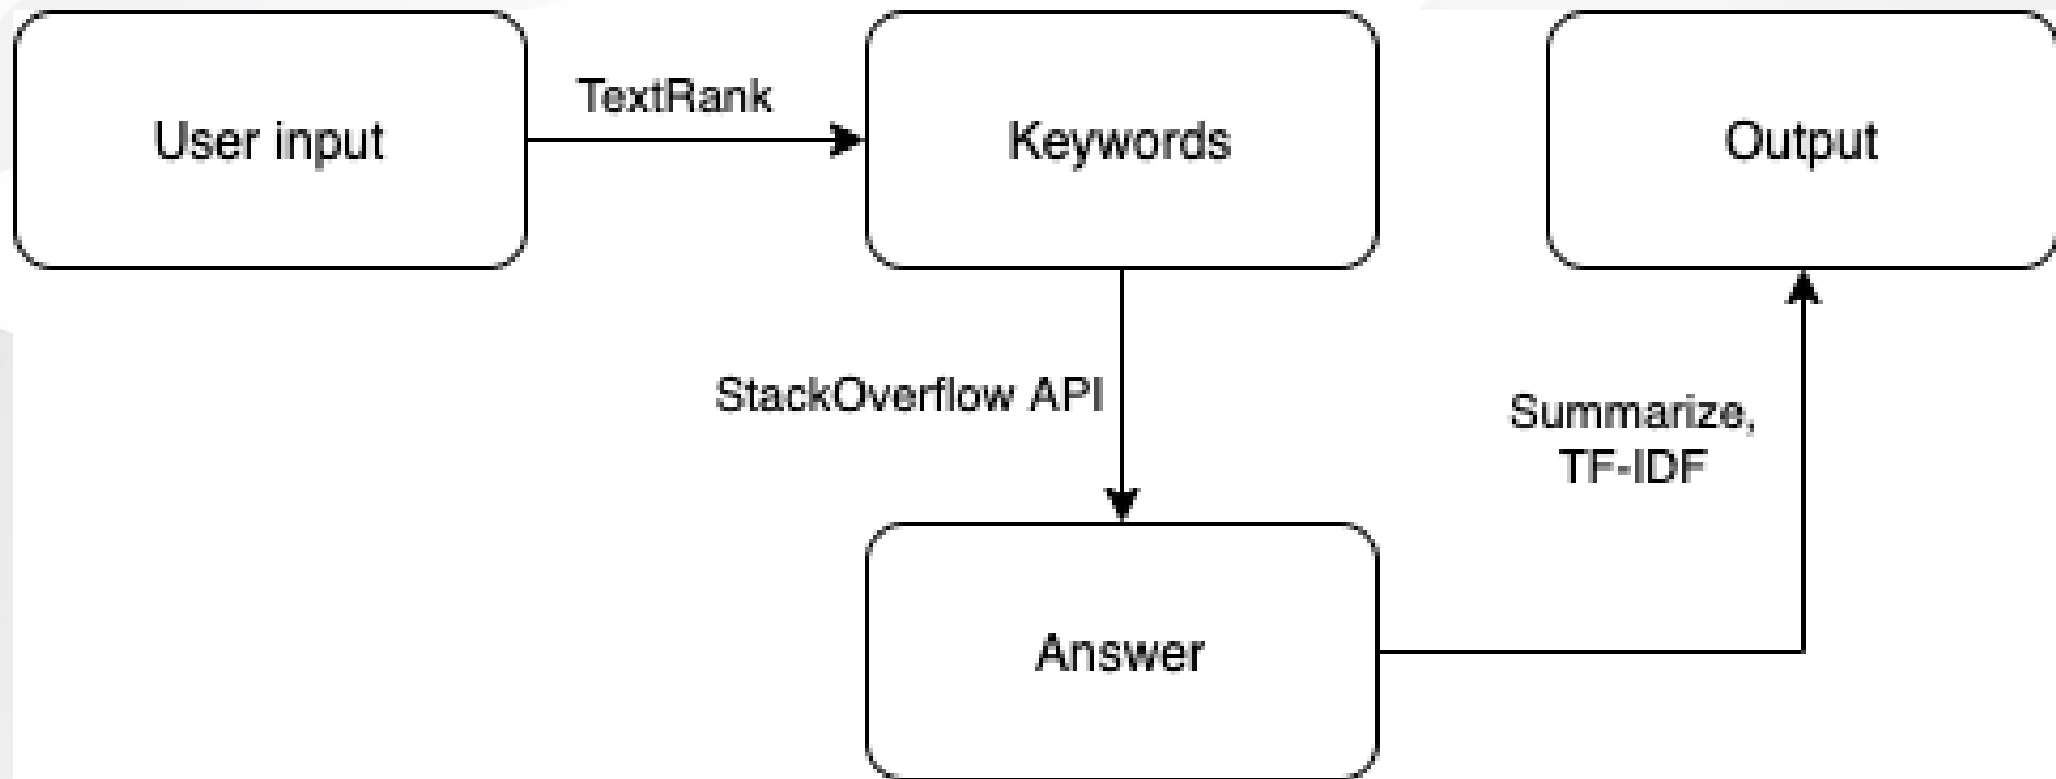 User input
TextRank
Keywords
Output
StackOverflow API
Summarize,
TF-IDF
Answer